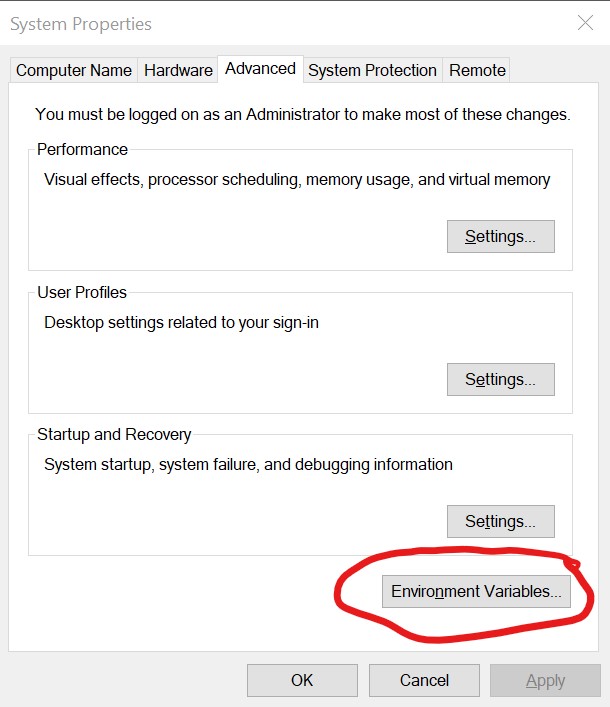 System Properties
Computer Name Hardware Advanced System Protection Remote
You must be logged on as an Administrator to make most of these changes.
Performance
Visual effects, processor scheduling, memory usage, and virtual memory
Settings...
User Profiles
Desktop settings related to your sign-in
Settings...
Startup and Recovery
System startup, system failure, and debugging information
Settings...
Environment Variables...
OK Cancel Apply